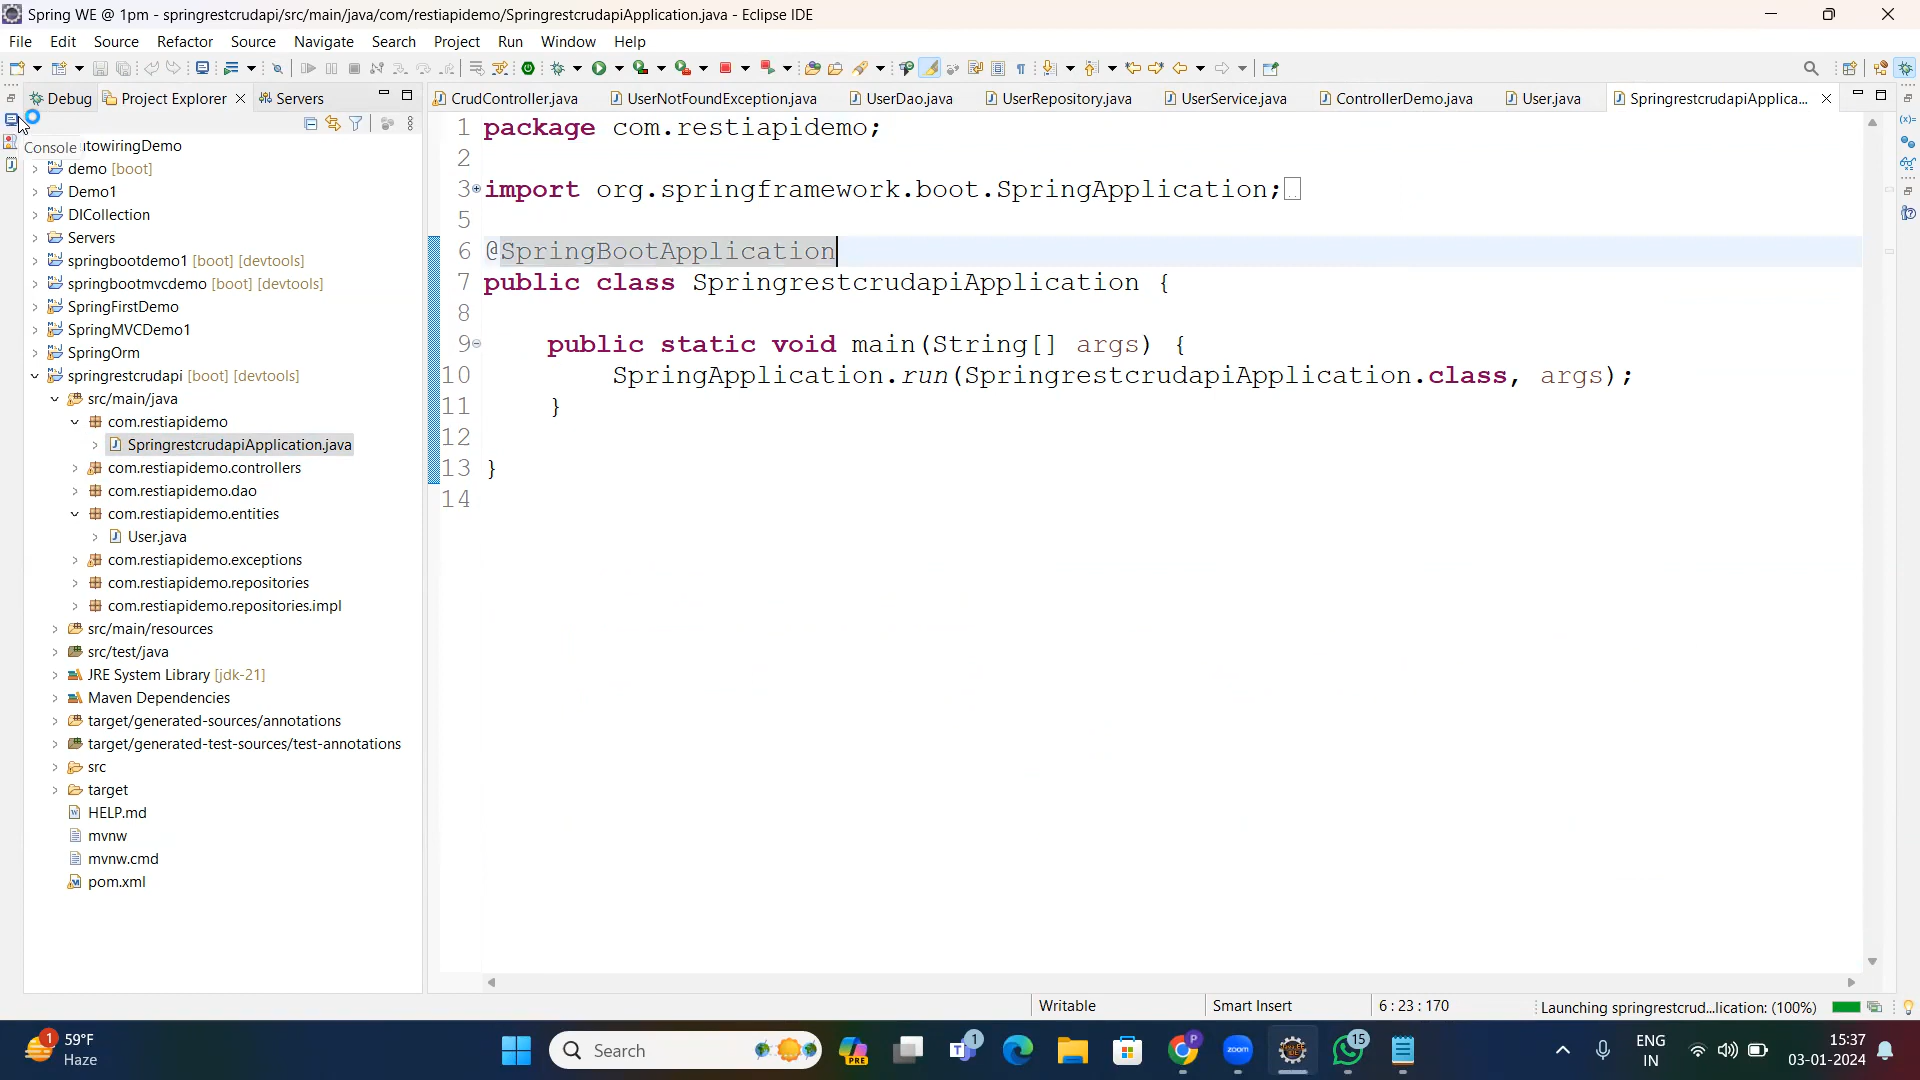 Spring WE @ 1pm - springrestcrudapi/src/main/java/com/restiapidemo/SpringrestcrudapiApplication.java - Eclipse IDE
File Edit Source Refactor Source Navigate Search Project Run Window Help
Debug Project Explorer Servers
CrudController.java UserNotFoundException.java UserDao.java UserRepository.java UserService.java ControllerDemo.java User.java SpringrestcrudapiApplica...
Console
utowiringDemo
demo [boot]
Demo1
DICollection
Servers
springbootdemo1 [boot] [devtools]
springbootmvcdemo [boot] [devtools]
SpringFirstDemo
SpringMVCDemo1
SpringOrm
springrestcrudapi [boot] [devtools]
src/main/java
com.restiapidemo
SpringrestcrudapiApplication.java
com.restiapidemo.controllers
com.restiapidemo.dao
com.restiapidemo.entities
User.java
com.restiapidemo.exceptions
com.restiapidemo.repositories
com.restiapidemo.repositories.impl
src/main/resources
src/test/java
JRE System Library [jdk-21]
Maven Dependencies
target/generated-sources/annotations
target/generated-test-sources/test-annotations
src
target
HELP.md
mvnw
mvnw.cmd
pom.xml
1 package com.restiapidemo;
2
3 import org.springframework.boot.SpringApplication;
5
6 @SpringBootApplication
7 public class SpringrestcrudapiApplication {
8
9 public static void main(String[] args) {
10 SpringApplication.run(SpringrestcrudapiApplication.class, args);
11 }
12
13 }
14
Writable Smart Insert 6 : 23 : 170 Launching springrestcrud...lication: (100%)
1 59°F
Haze
Search
PRE
1
P
zoom
15
ENG
IN
15:37
03-01-2024